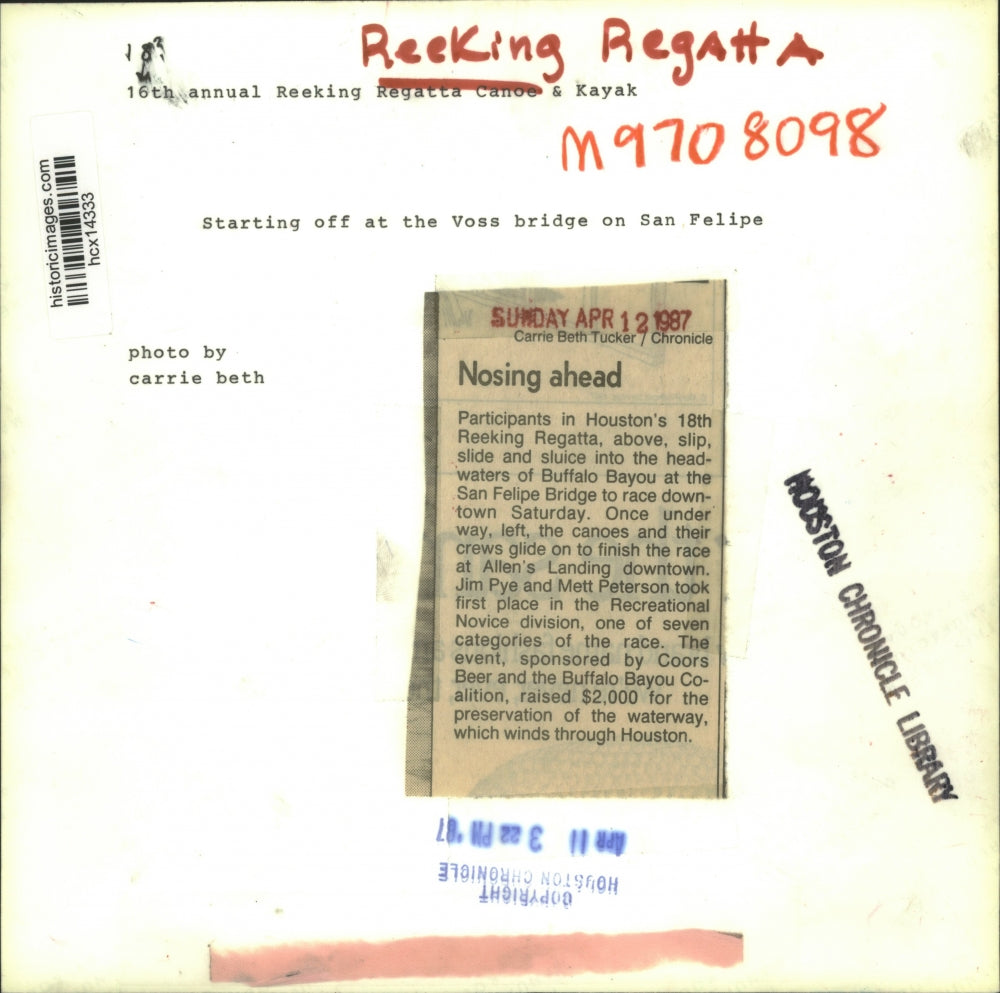 Reeking Regatta
18
16th annual Reeking Regatta Canoe & Kayak
M9708098
historicimages.com
hcx14333
Starting off at the Voss bridge on San Felipe
photo by
carrie beth
SUNDAY APR 12 1987
Carrie Beth Tucker / Chronicle
Nosing ahead
Participants in Houston's 18th
Reeking Regatta, above, slip,
slide and sluice into the head-
waters of Buffalo Bayou at the
San Felipe Bridge to race down-
town Saturday. Once under
way, left, the canoes and their
crews glide on to finish the race
at Allen's Landing downtown.
Jim Pye and Mett Peterson took
first place in the Recreational
Novice division, one of seven
categories of the race. The
event, sponsored by Coors
Beer and the Buffalo Bayou Co-
alition, raised $2,000 for the
preservation of the waterway,
which winds through Houston.
HOUSTON CHRONICLE LIBRARY
APR 11 3 22 PM '87
COPYRIGHT
HOUSTON CHRONICLE